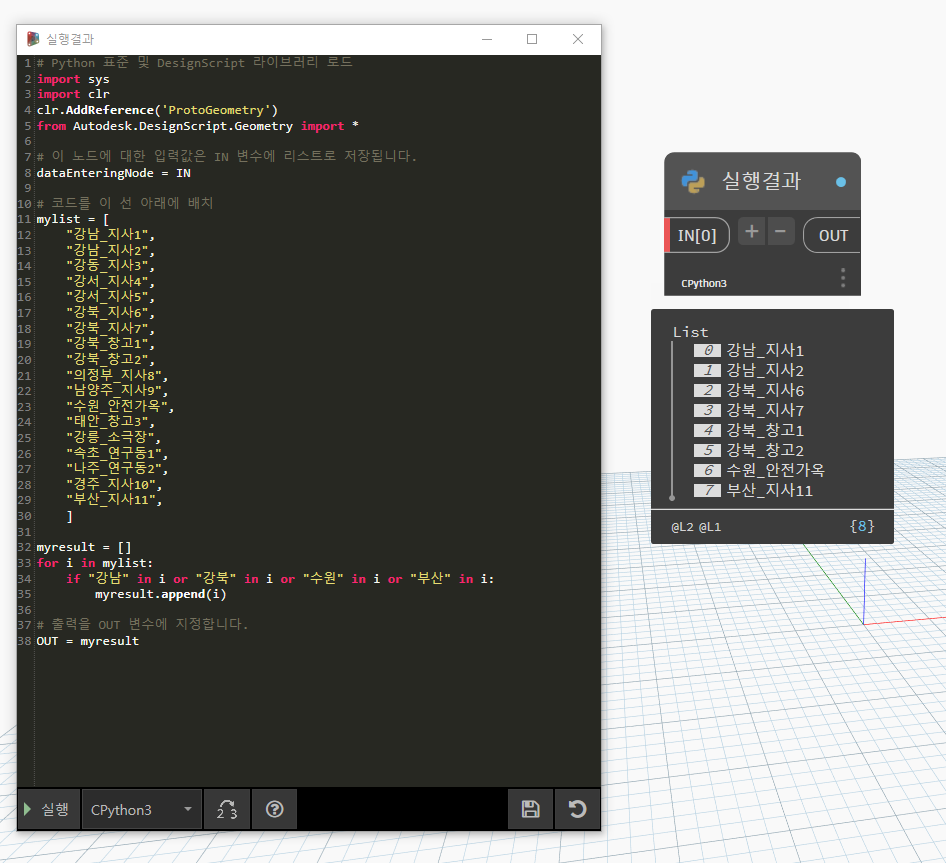 실행결과
1 # Python 표준 및 DesignScript 라이브러리 로드
2 import sys
3 import clr
4 clr.AddReference('ProtoGeometry')
5 from Autodesk.DesignScript.Geometry import *
6
7 # 이 노드에 대한 입력값은 IN 변수에 리스트로 저장됩니다.
8 dataEnteringNode = IN
9
10 # 코드를 이 선 아래에 배치
11 mylist = [
12 "강남_지사1",
13 "강남_지사2",
14 "강동_지사3",
15 "강서_지사4",
16 "강서_지사5",
17 "강북_지사6",
18 "강북_지사7",
19 "강북_창고1",
20 "강북_창고2",
21 "의정부_지사8",
22 "남양주_지사9",
23 "수원_안전가옥",
24 "태안_창고3",
25 "강릉_소극장",
26 "속초_연구동1",
27 "나주_연구동2",
28 "경주_지사10",
29 "부산_지사11",
30 ]
31
32 myresult = []
33 for i in mylist:
34 if "강남" in i or "강북" in i or "수원" in i or "부산" in i:
35 myresult.append(i)
36
37 # 출력을 OUT 변수에 지정합니다.
38 OUT = myresult
실행 CPython3 2 3 ?
실행결과
IN[0] + − OUT
CPython3
List
0 강남_지사1
1 강남_지사2
2 강북_지사6
3 강북_지사7
4 강북_창고1
5 강북_창고2
6 수원_안전가옥
7 부산_지사11
@L2 @L1 {8}